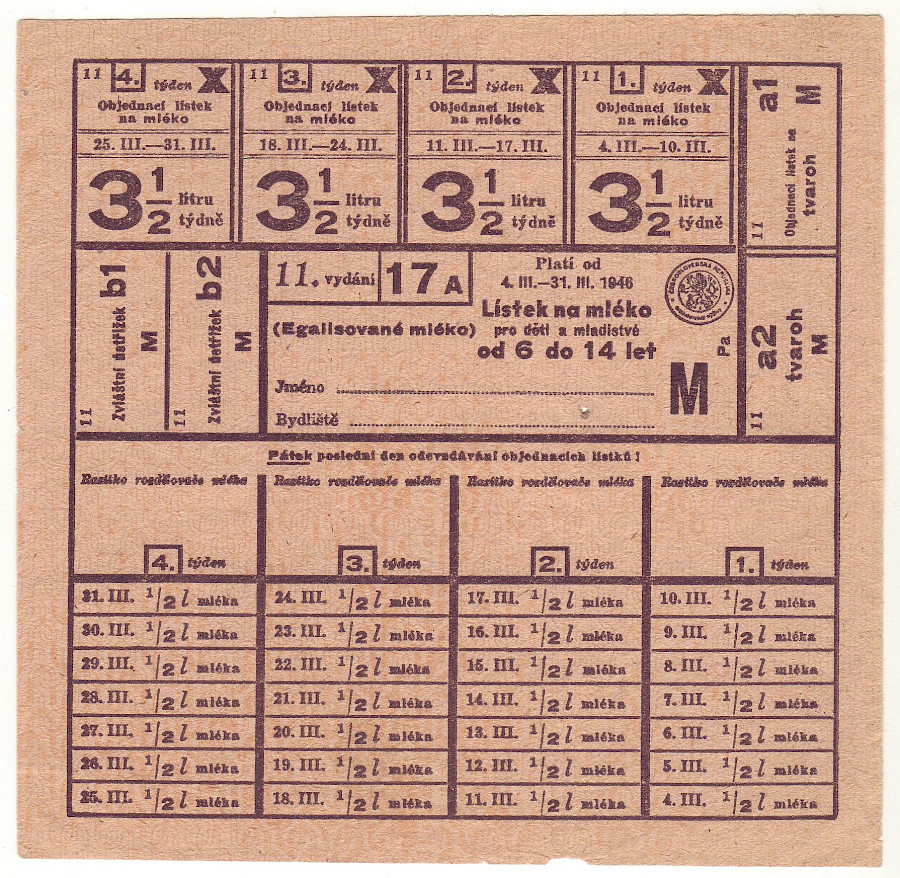 11 4. týden X
Objednací lístek
na mléko
25. III.—31. III.
3 1/2 litru
týdně
11 3. týden X
Objednací lístek
na mléko
18. III.—24. III.
3 1/2 litru
týdně
11 2. týden X
Objednací lístek
na mléko
11. III.—17. III.
3 1/2 litru
týdně
11 1. týden X
Objednací lístek
na mléko
4. III.—10. III.
3 1/2 litru
týdně
11 a1
Objednací lístek na
tvaroh M
11 b1
Zvláštní ústřižek
M
11 b2
Zvláštní ústřižek
M
11. vydání 17 A
(Egalisované mléko)
Platí od
4. III.—31. III. 1946
Lístek na mléko
pro děti a mladistvé
od 6 do 14 let
Jméno
Bydliště
M
Pa
ČESKOSLOVENSKÁ REPUBLIKA
11 a2
tvaroh
M
Pátek poslední den odevzdávání objednacích lístků!
Razítko rozdělovače mléka Razítko rozdělovače mléka Razítko rozdělovače mléka Razítko rozdělovače mléka
4. týden 3. týden 2. týden 1. týden
31. III. 1/2 l mléka 24. III. 1/2 l mléka 17. III. 1/2 l mléka 10. III. 1/2 l mléka
30. III. 1/2 l mléka 23. III. 1/2 l mléka 16. III. 1/2 l mléka 9. III. 1/2 l mléka
29. III. 1/2 l mléka 22. III. 1/2 l mléka 15. III. 1/2 l mléka 8. III. 1/2 l mléka
28. III. 1/2 l mléka 21. III. 1/2 l mléka 14. III. 1/2 l mléka 7. III. 1/2 l mléka
27. III. 1/2 l mléka 20. III. 1/2 l mléka 13. III. 1/2 l mléka 6. III. 1/2 l mléka
26. III. 1/2 l mléka 19. III. 1/2 l mléka 12. III. 1/2 l mléka 5. III. 1/2 l mléka
25. III. 1/2 l mléka 18. III. 1/2 l mléka 11. III. 1/2 l mléka 4. III. 1/2 l mléka